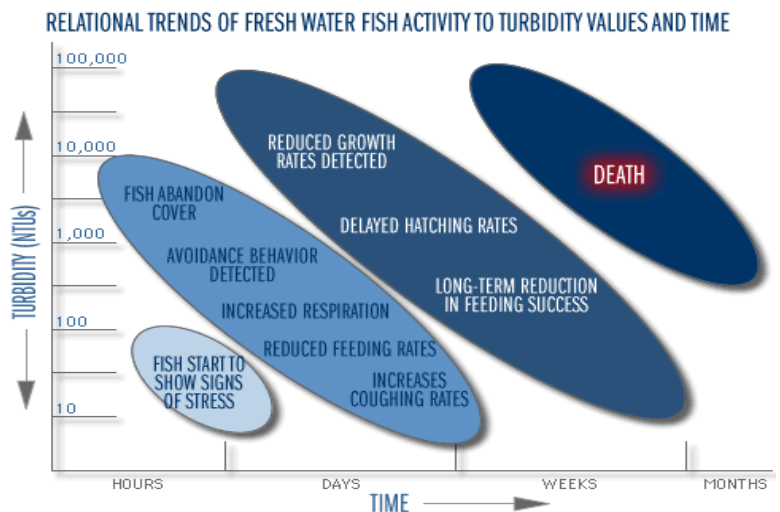 RELATIONAL TRENDS OF FRESH WATER FISH ACTIVITY TO TURBIDITY VALUES AND TIME
TURBIDITY (NTUs)
100,000
10,000
1,000
100
10
FISH START TO
SHOW SIGNS
OF STRESS
FISH ABANDON
COVER
AVOIDANCE BEHAVIOR
DETECTED
INCREASED RESPIRATION
REDUCED FEEDING RATES
INCREASES
COUGHING RATES
REDUCED GROWTH
RATES DETECTED
DELAYED HATCHING RATES
LONG-TERM REDUCTION
IN FEEDING SUCCESS
DEATH
HOURS
DAYS
WEEKS
MONTHS
TIME